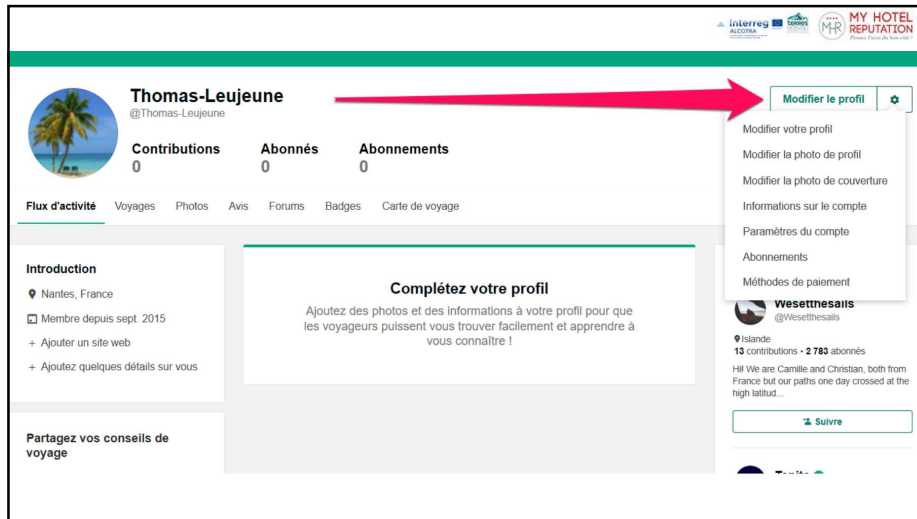 Interreg
ALCOTRA
MY HOTEL
REPUTATION
MHR
Thomas-Leujeune
@Thomas-Leujeune
Modifier le profil
Contributions Abonnés Abonnements
0 0 0
Modifier votre profil
Modifier la photo de profil
Modifier la photo de couverture
Informations sur le compte
Paramètres du compte
Abonnements
Méthodes de paiement
Flux d'activité Voyages Photos Avis Forums Badges Carte de voyage
Introduction
Nantes, France
Membre depuis sept. 2015
+ Ajouter un site web
+ Ajoutez quelques détails sur vous
Complétez votre profil
Ajoutez des photos et des informations à votre profil pour que
les voyageurs puissent vous trouver facilement et apprendre à
vous connaître !
Wesetthesails
@Wesetthesails
Islande
13 contributions • 2 783 abonnés
Hi! We are Camille and Christian, both from
France but our paths one day crossed at the
high latitud...
Suivre
Partagez vos conseils de
voyage